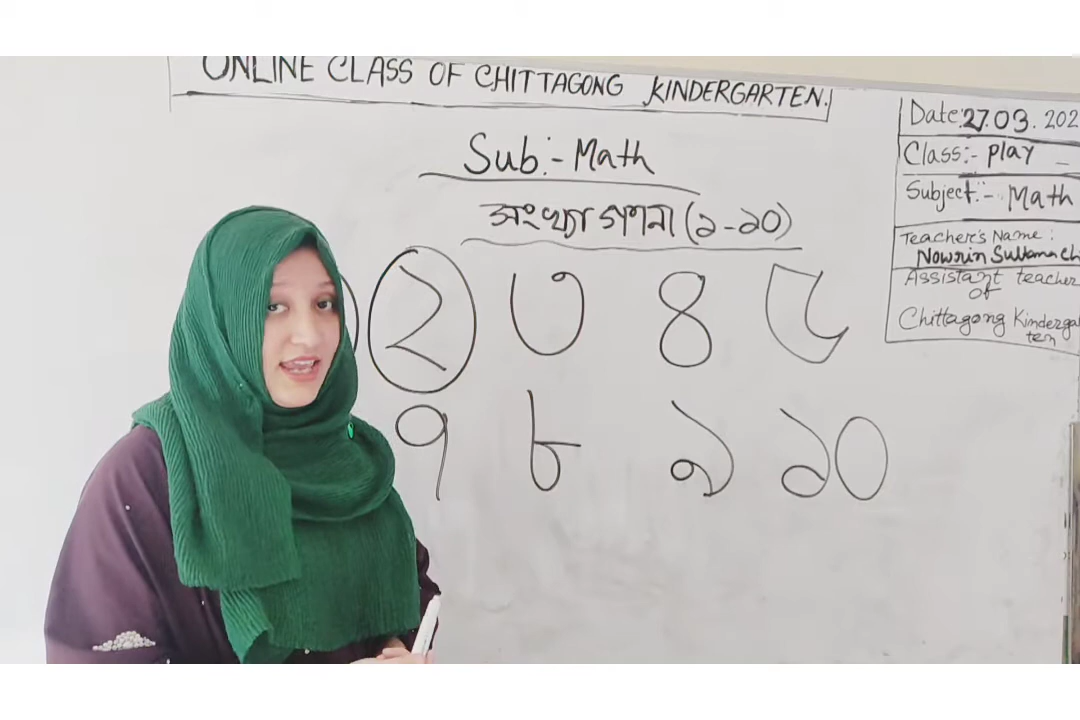 ONLINE CLASS OF CHITTAGONG KINDERGARTEN.
Sub:- Math
সংখ্যা গণনা (১-১০)
২ ৩ ৪ ৫
৭ ৮ ৯ ১০
Date: 27.03.202
Class:- play
Subject:- Math
Teacher's Name:
Nowrin Sultana
Assistant teacher
of
Chittagong Kinderga
ten